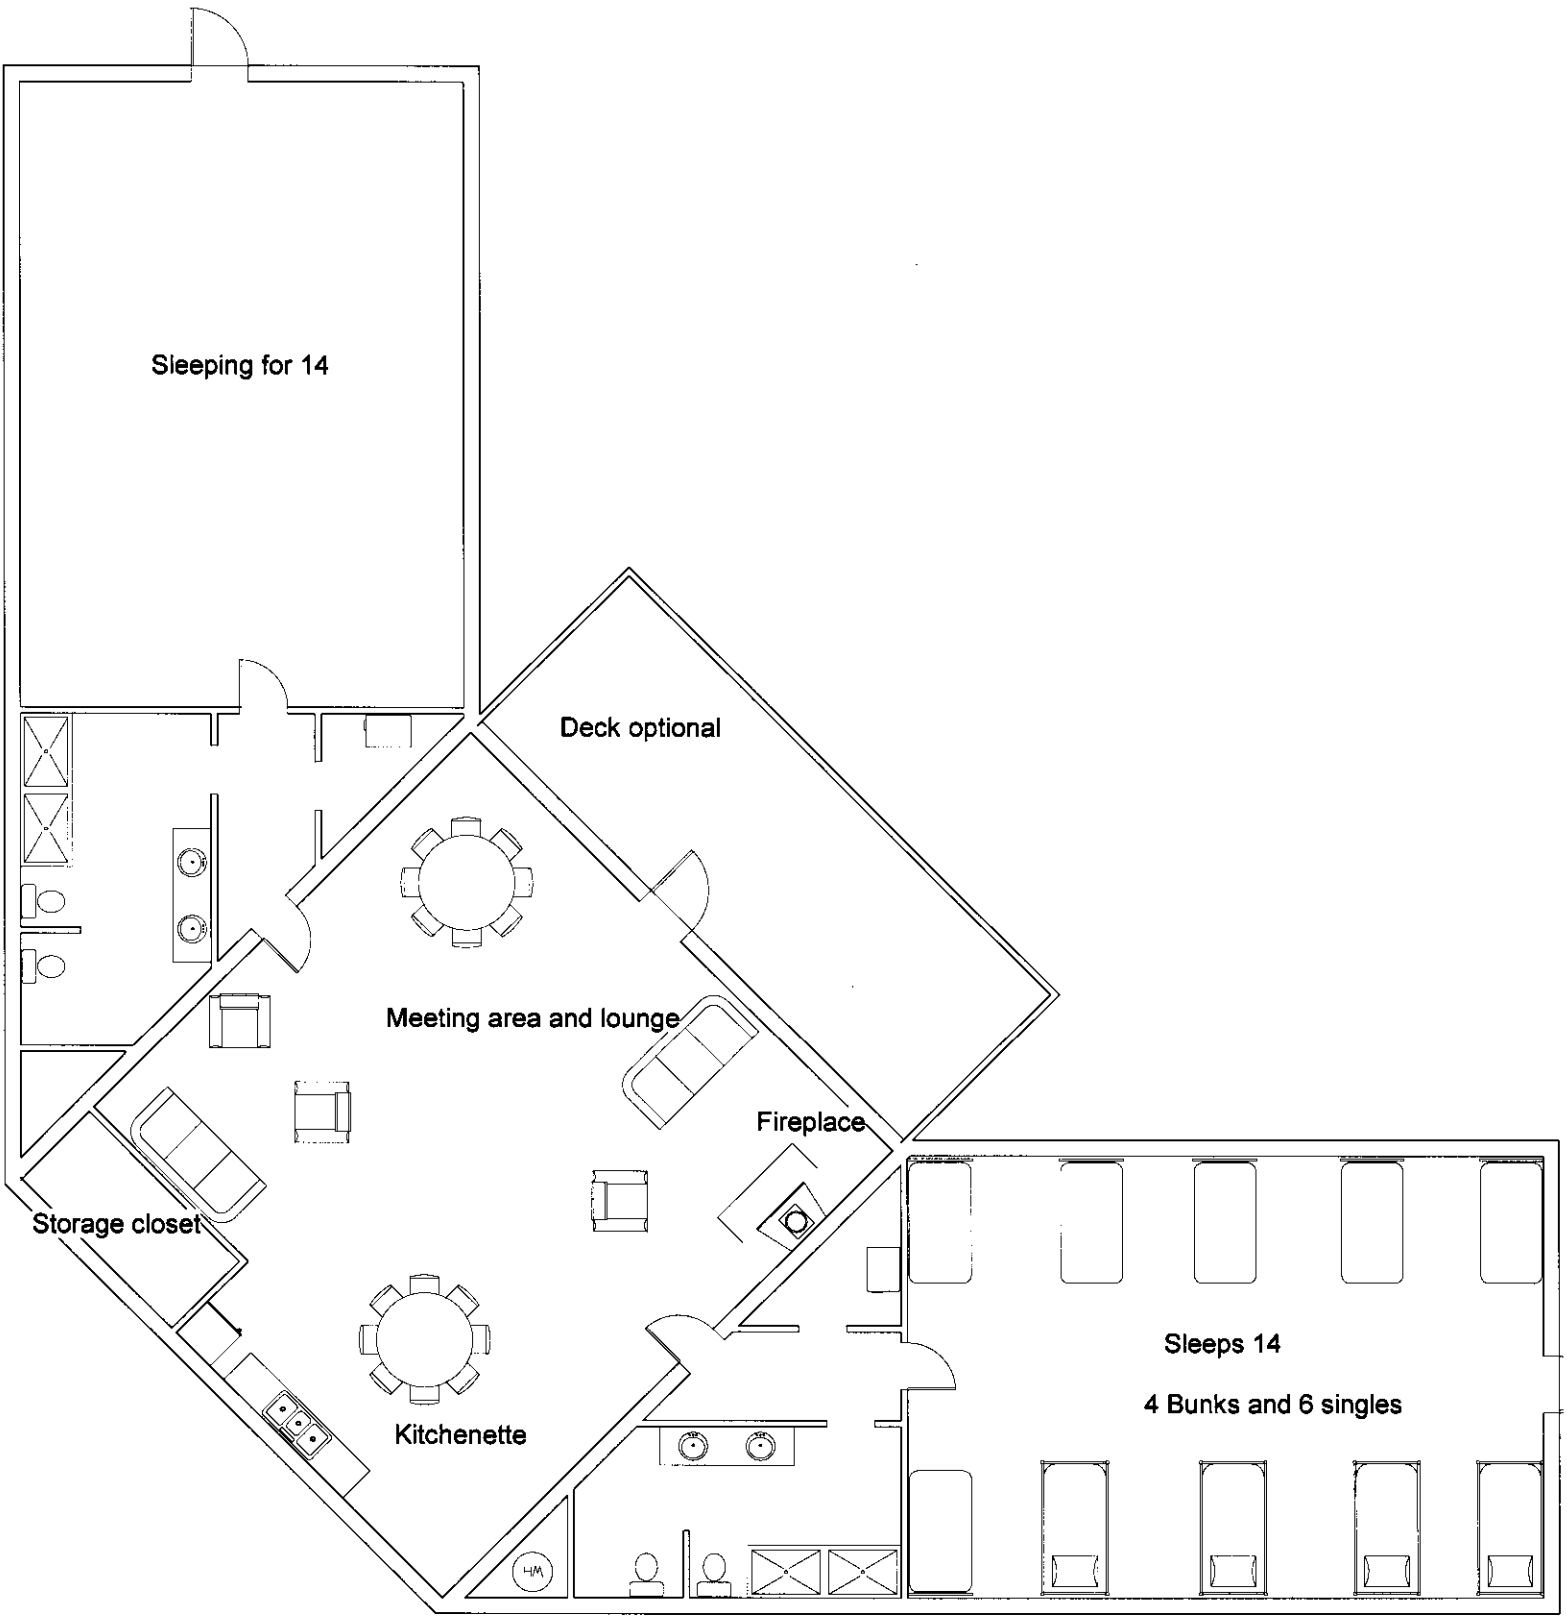 Sleeping for 14
Deck optional
Meeting area and lounge
Fireplace
Storage closet
Sleeps 14
4 Bunks and 6 singles
Kitchenette
WH